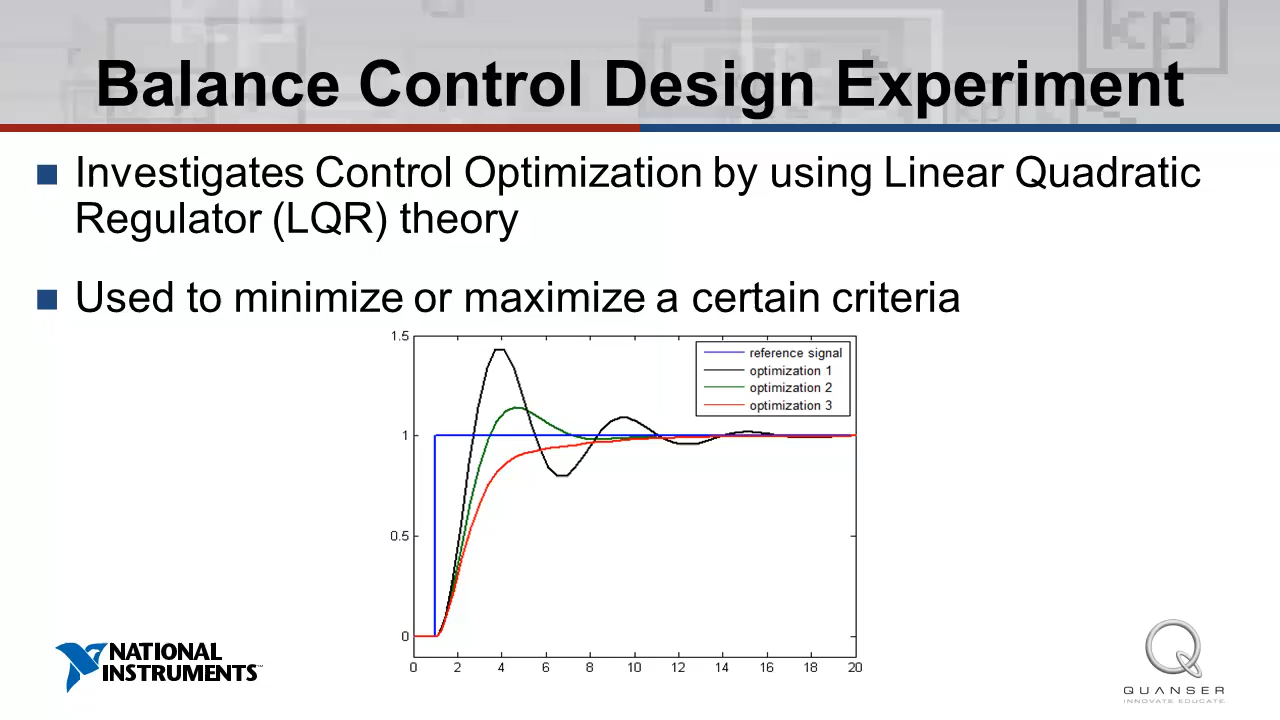 kp
Balance Control Design Experiment
Investigates Control Optimization by using Linear Quadratic
Regulator (LQR) theory
Used to minimize or maximize a certain criteria
1.5
1
0.5
0
reference signal
optimization 1
optimization 2
optimization 3
0 2 4 6 8 10 12 14 16 18 20
NATIONAL
INSTRUMENTS™
QUANSER
INNOVATE. EDUCATE.